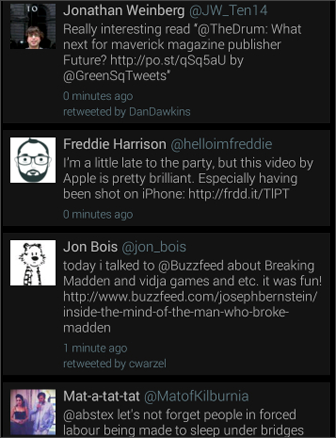 Jonathan Weinberg @JW_Ten14
Really interesting read "@TheDrum: What
next for maverick magazine publisher
Future? http://po.st/qSq5aU by
@GreenSqTweets"
0 minutes ago
retweeted by DanDawkins
Freddie Harrison @helloimfreddie
I'm a little late to the party, but this video by
Apple is pretty brilliant. Especially having
been shot on iPhone: http://frdd.it/TIPT
0 minutes ago
Jon Bois @jon_bois
today i talked to @Buzzfeed about Breaking
Madden and vidja games and etc. it was fun!
http://www.buzzfeed.com/josephbernstein/
inside-the-mind-of-the-man-who-broke-
madden
1 minute ago
retweeted by cwarzel
Mat-a-tat-tat @MatofKilburnia
@abstex let's not forget people in forced
labour being made to sleep under bridges